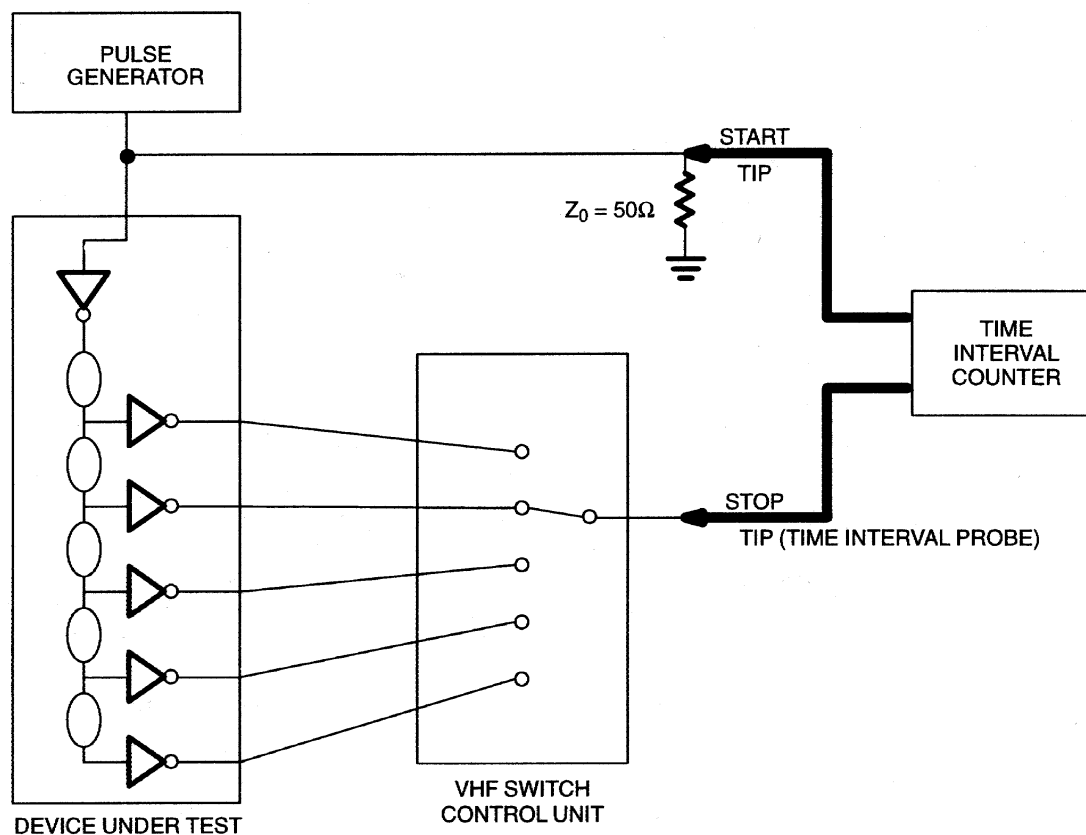 PULSE
GENERATOR
START
TIP
Z₀ = 50Ω
TIME
INTERVAL
COUNTER
STOP
TIP (TIME INTERVAL PROBE)
VHF SWITCH
CONTROL UNIT
DEVICE UNDER TEST